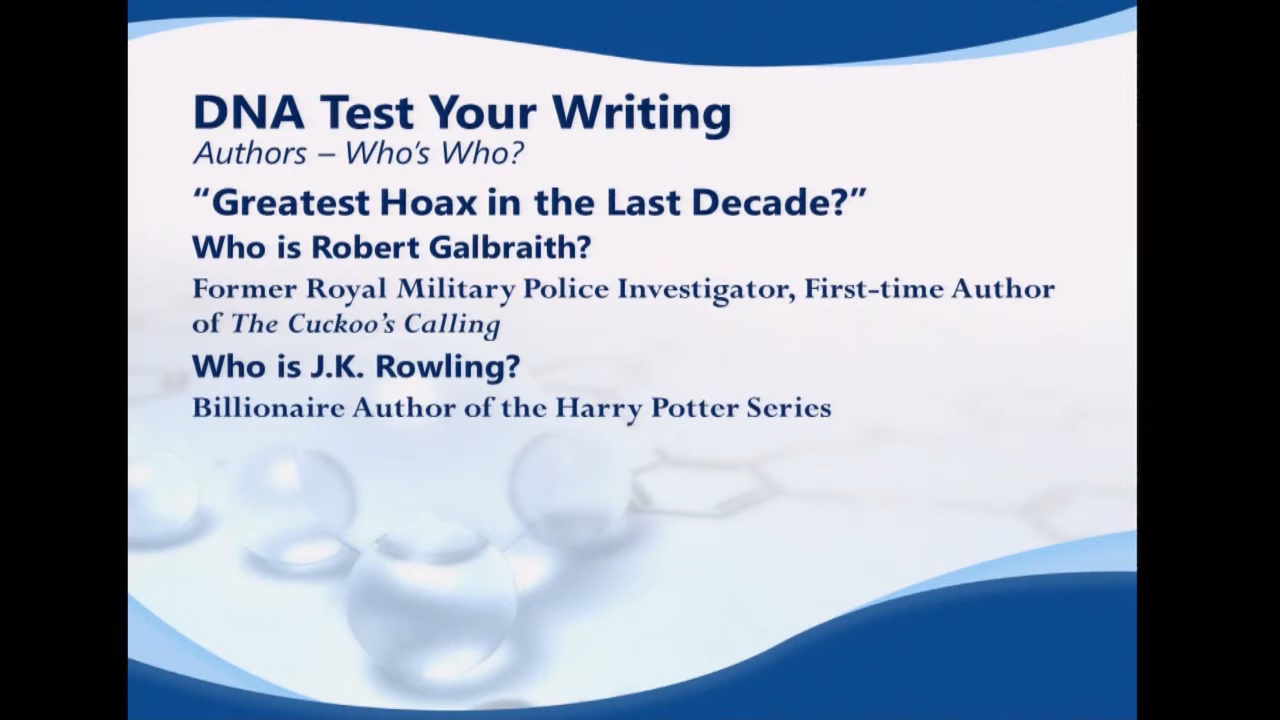 DNA Test Your Writing
Authors – Who’s Who?
“Greatest Hoax in the Last Decade?”
Who is Robert Galbraith?
Former Royal Military Police Investigator, First-time Author
of The Cuckoo’s Calling
Who is J.K. Rowling?
Billionaire Author of the Harry Potter Series